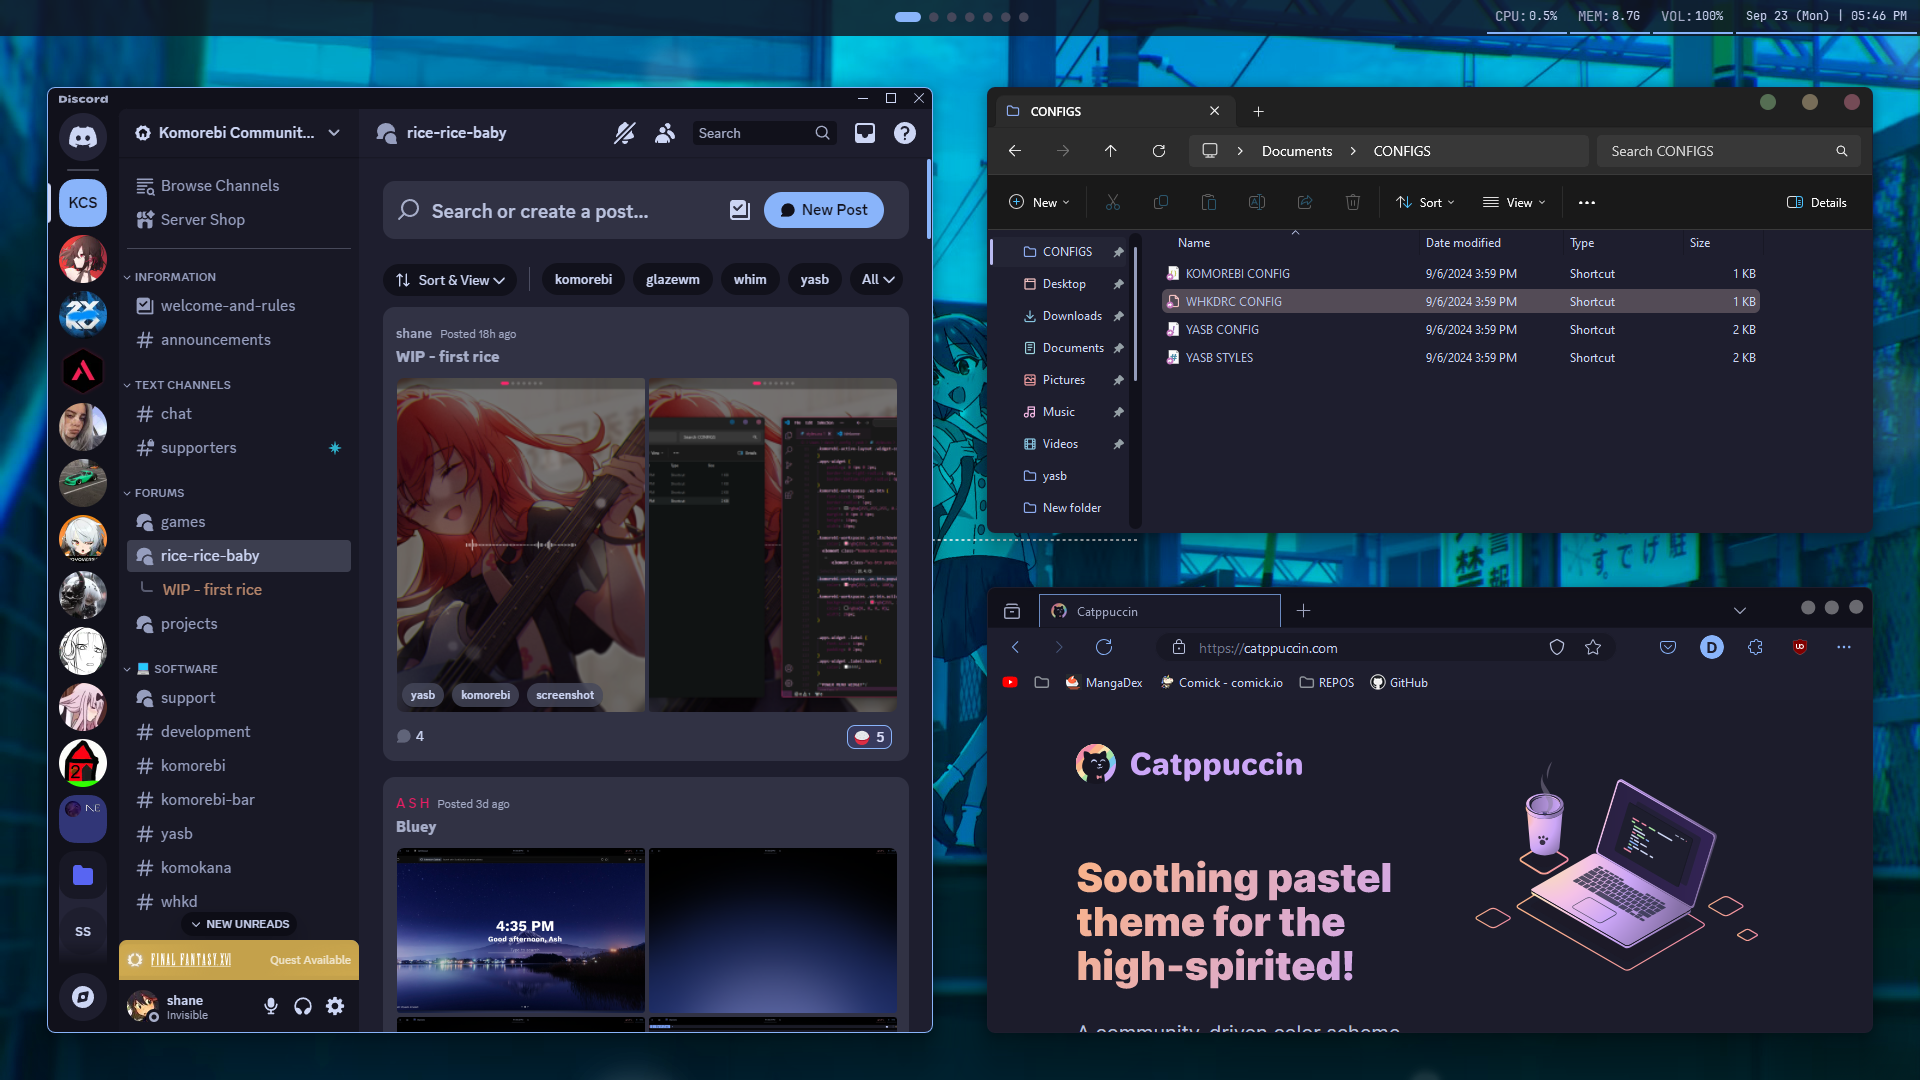 CPU: 0.5%
MEM: 8.7G
VOL: 100%
Sep 23 (Mon) | 05:46 PM
Discord
Komorebi Communit...
rice-rice-baby
Search
KCS
Browse Channels
Server Shop
INFORMATION
welcome-and-rules
announcements
TEXT CHANNELS
chat
supporters
FORUMS
games
rice-rice-baby
WIP - first rice
projects
SOFTWARE
support
development
komorebi
komorebi-bar
yasb
komokana
whkd
NEW UNREADS
SS
FINAL FANTASY XVI
Quest Available
shane
Invisible
Search or create a post...
New Post
Sort & View
komorebi
glazewm
whim
yasb
All
shane Posted 18h ago
WIP - first rice
yasb
komorebi
screenshot
4
5
ASH Posted 3d ago
Bluey
4:35 PM
Good afternoon, Ash
CONFIGS
Documents
CONFIGS
Search CONFIGS
New
Sort
View
Details
CONFIGS
Desktop
Downloads
Documents
Pictures
Music
Videos
yasb
New folder
Name Date modified Type Size
KOMOREBI CONFIG 9/6/2024 3:59 PM Shortcut 1 KB
WHKDRC CONFIG 9/6/2024 3:59 PM Shortcut 1 KB
YASB CONFIG 9/6/2024 3:59 PM Shortcut 2 KB
YASB STYLES 9/6/2024 3:59 PM Shortcut 2 KB
Catppuccin
https://catppuccin.com
D
MangaDex
Comick - comick.io
REPOS
GitHub
Catppuccin
Soothing pastel
theme for the
high-spirited!
A community-driven color scheme